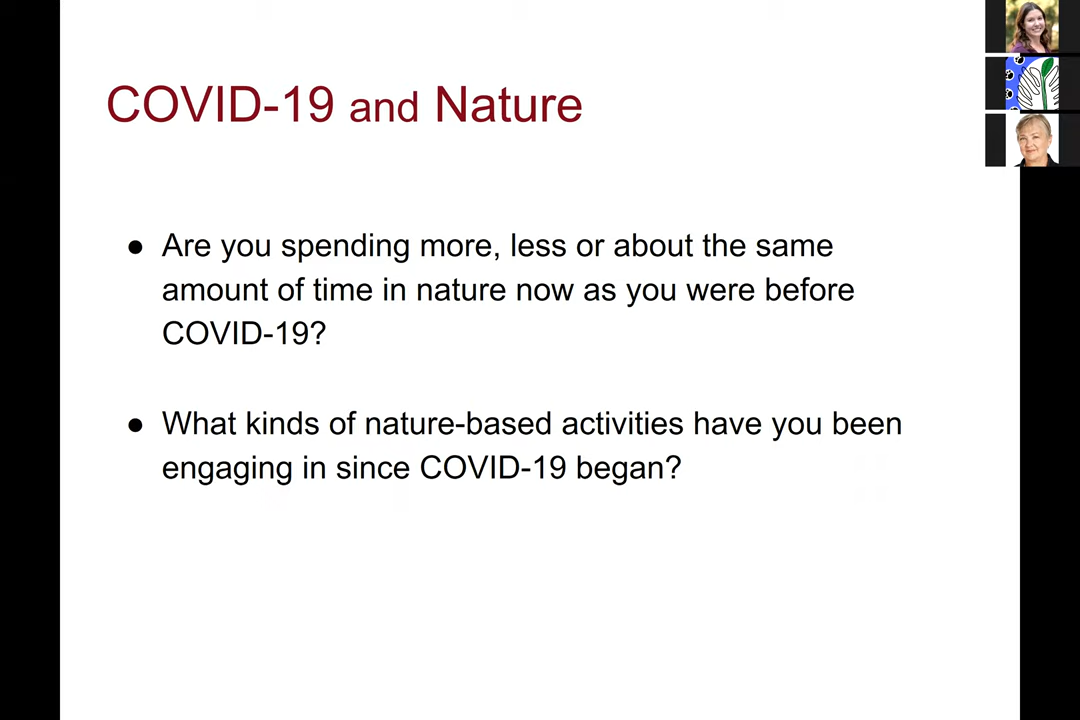 COVID-19 and Nature
● Are you spending more, less or about the same
amount of time in nature now as you were before
COVID-19?
● What kinds of nature-based activities have you been
engaging in since COVID-19 began?